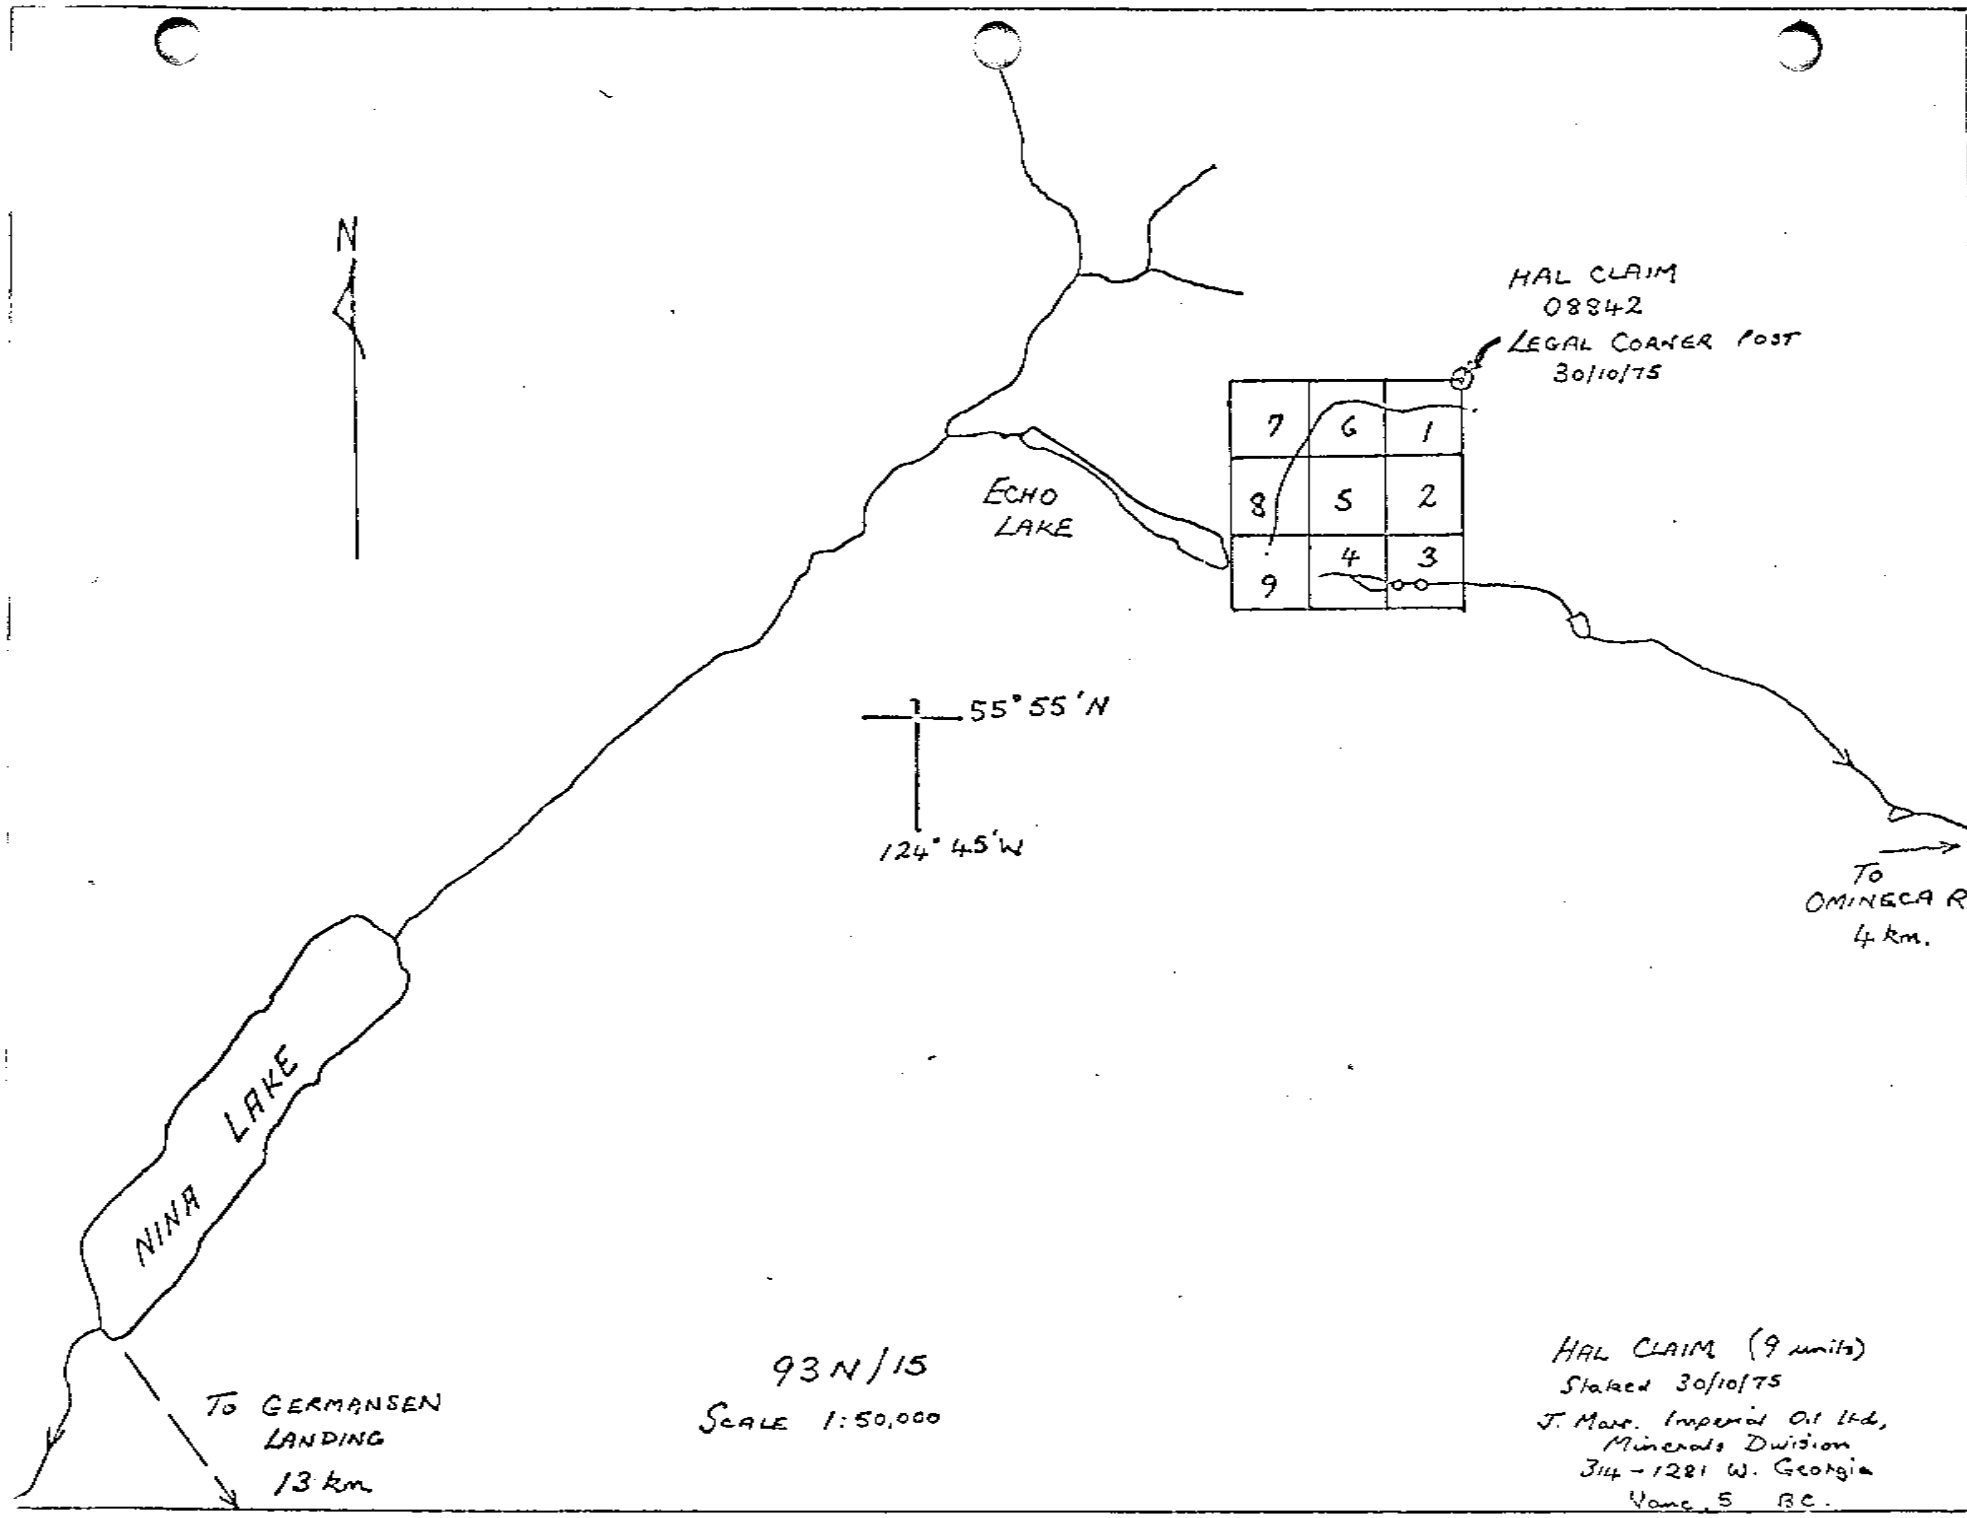 N
HAL CLAIM
08842
LEGAL CORNER POST
30/10/75
7 6 1
8 5 2
4 3
9
ECHO
LAKE
55° 55' N
124° 45' W
TO
OMINECA R
4 km.
NINA LAKE
TO GERMANSEN
LANDING
13 km
93 N/15
SCALE 1:50,000
HAL CLAIM (9 units)
Staked 30/10/75
J. Imperial Oil Ltd,
Minerals Division
314-1281 W. Georgia
Vanc. 5 BC.